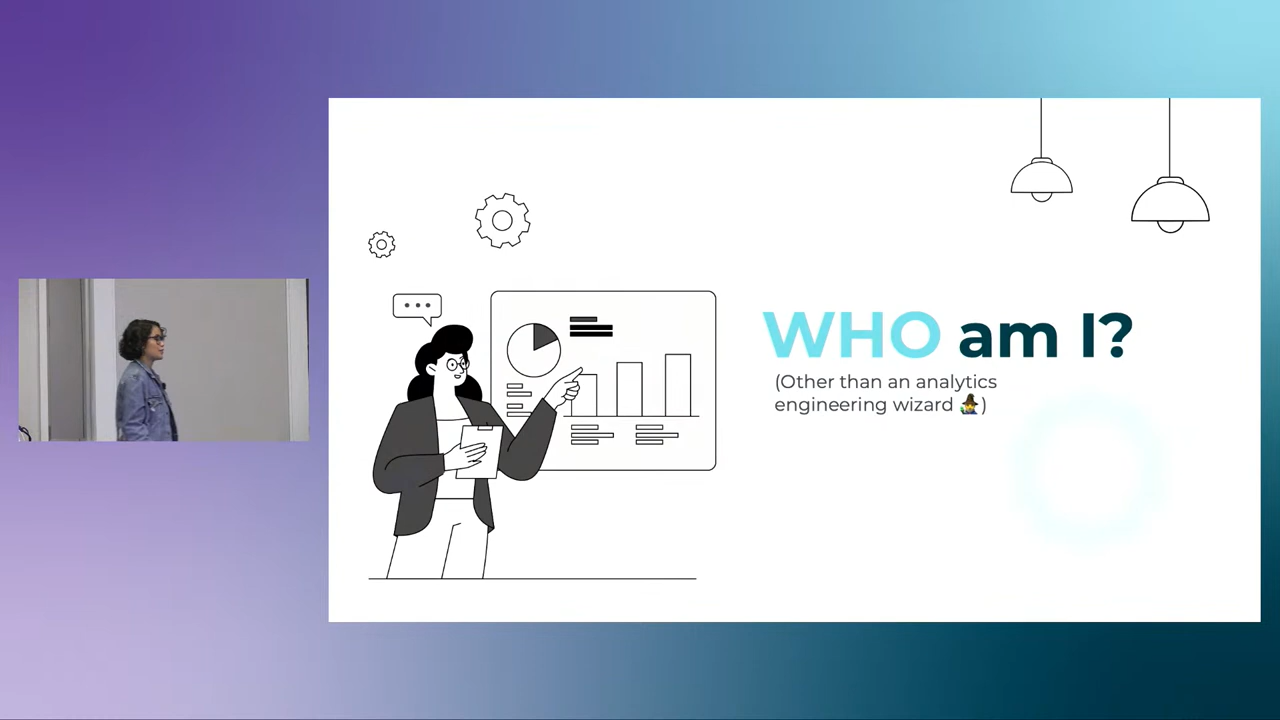 WHO am I?
(Other than an analytics
engineering wizard 🧙)